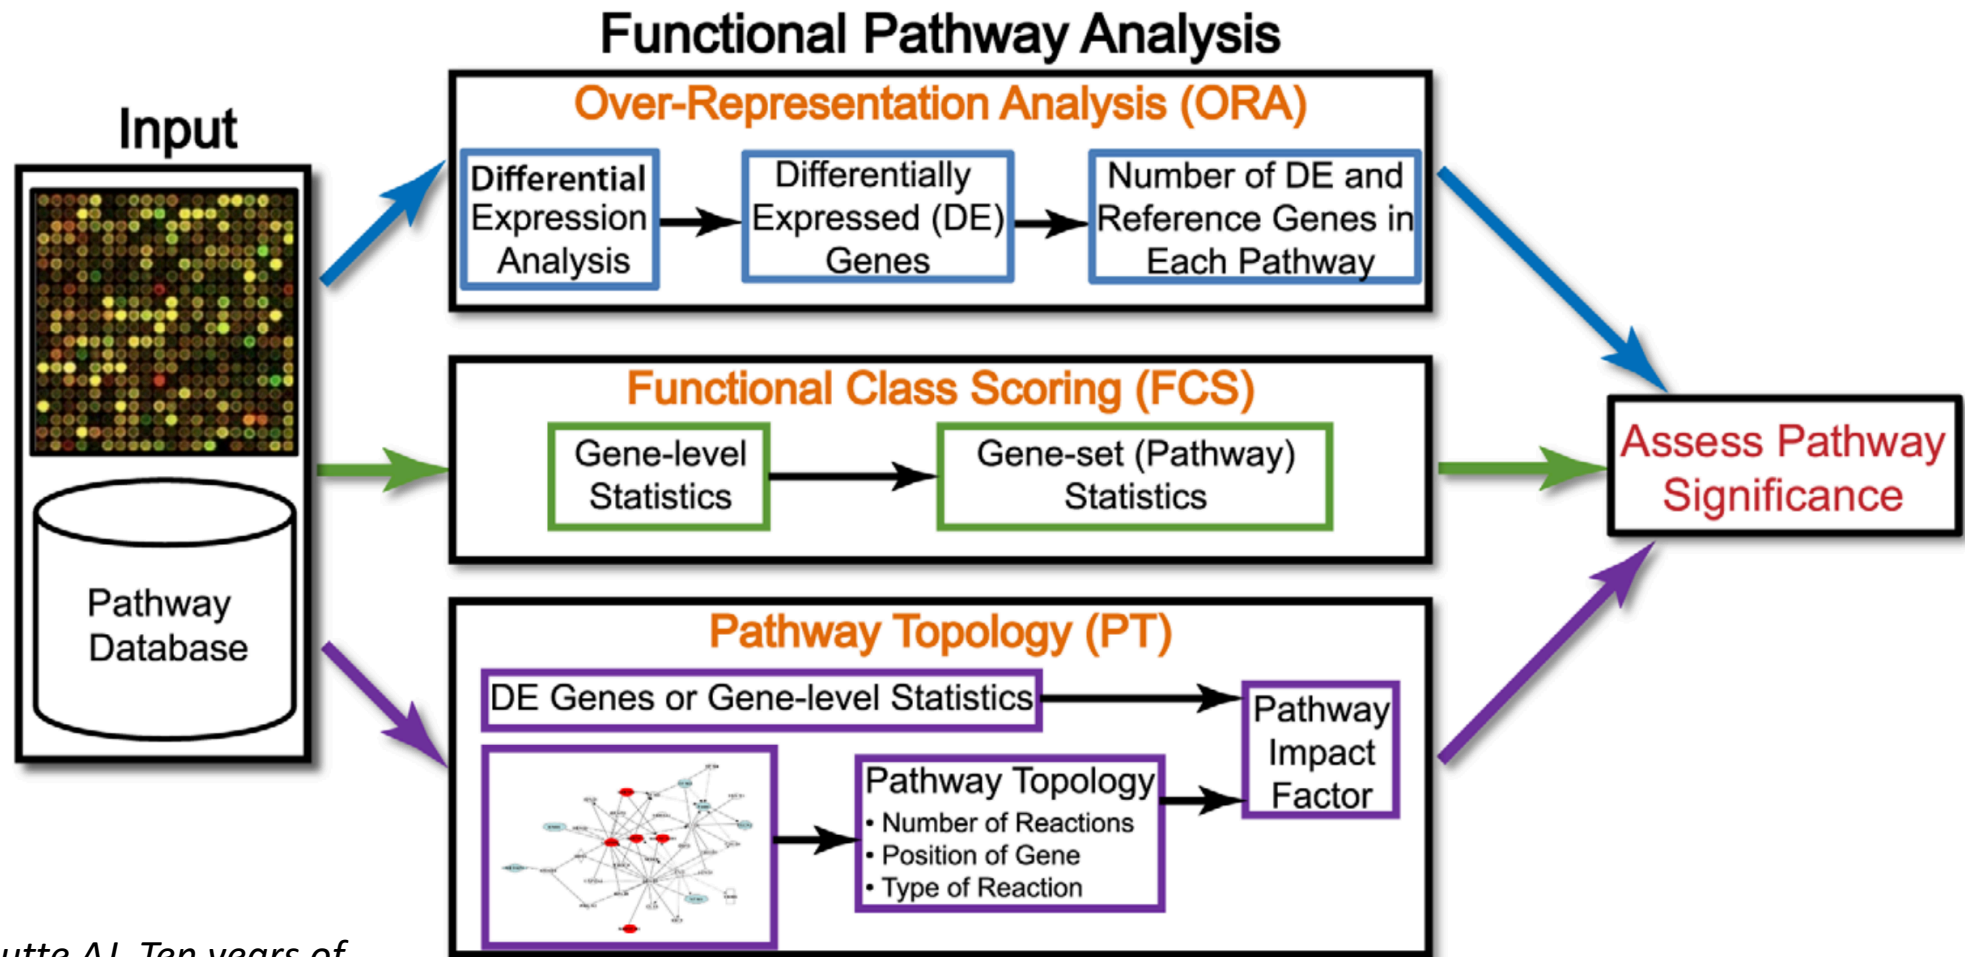 Functional Pathway Analysis
Input
Pathway
Database
Over-Representation Analysis (ORA)
Differential
Expression
Analysis
Differentially
Expressed (DE)
Genes
Number of DE and
Reference Genes in
Each Pathway
Functional Class Scoring (FCS)
Gene-level
Statistics
Gene-set (Pathway)
Statistics
Pathway Topology (PT)
DE Genes or Gene-level Statistics
Pathway Topology
• Number of Reactions
• Position of Gene
• Type of Reaction
Pathway
Impact
Factor
Assess Pathway
Significance
AJ. Ten years of